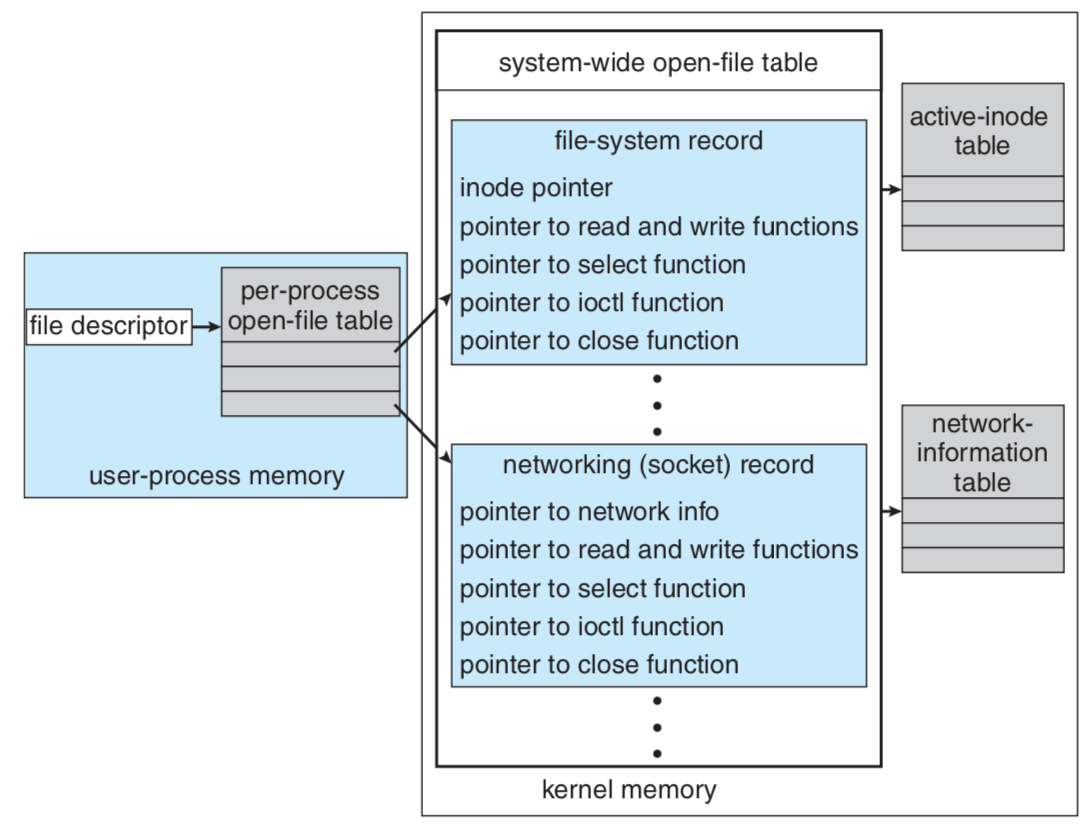 system-wide open-file table
file-system record
inode pointer
pointer to read and write functions
pointer to select function
pointer to ioctl function
pointer to close function
active-inode
table
per-process
open-file table
file descriptor
user-process memory
networking (socket) record
pointer to network info
pointer to read and write functions
pointer to select function
pointer to ioctl function
pointer to close function
network-
information
table
kernel memory